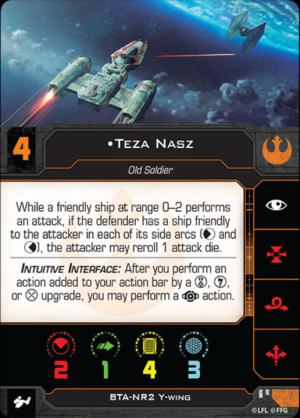 4
•Teza Nasz
Old Soldier
While a friendly ship at range 0–2 performs
an attack, if the defender has a ship friendly
to the attacker in each of its side arcs ( and
), the attacker may reroll 1 attack die.
Intuitive Interface: After you perform an
action added to your action bar by a , ,
or  upgrade, you may perform a  action.
2 1 4 3
BTA-NR2 Y-wing
©LFL ©FFG